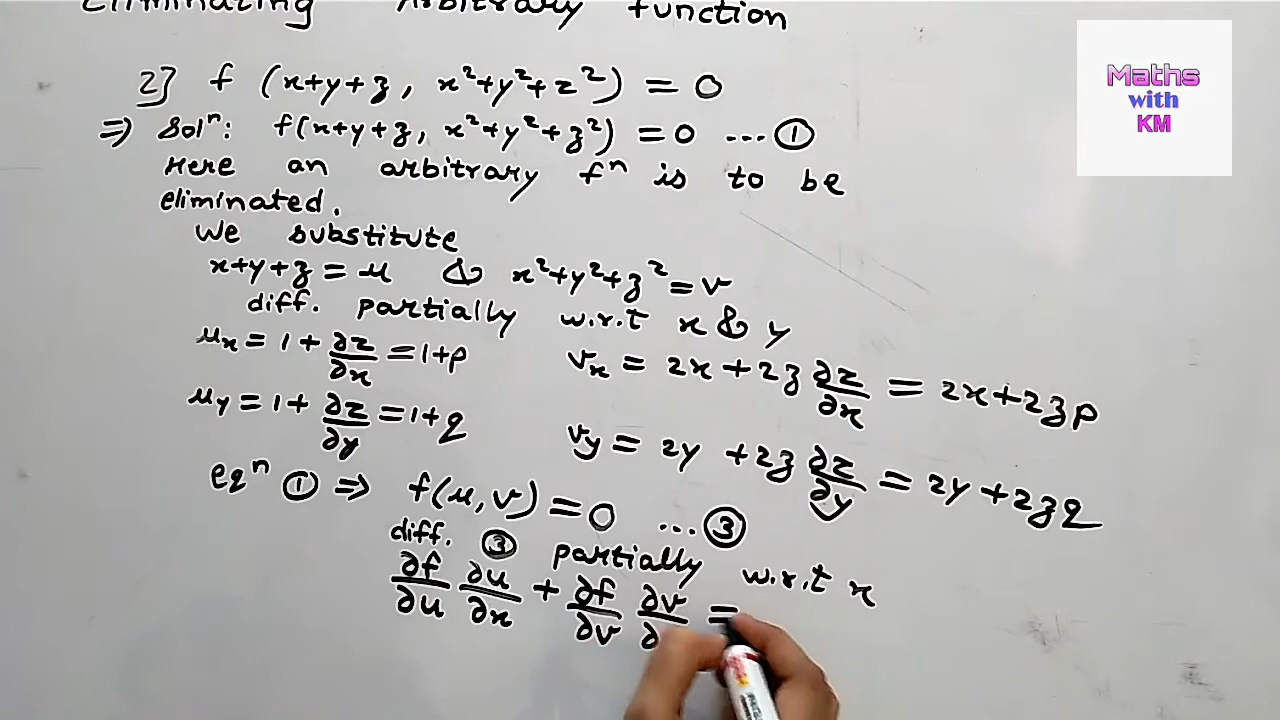 Eliminating Arbitrary function
Maths
with
KM
2] f (x+y+z, x²+y²+z²) = 0
⇒ Solⁿ: f(x+y+z, x²+y²+z²) = 0 ... ①
Here an arbitrary fⁿ is to be
eliminated.
We substitute
x+y+z = u & x²+y²+z² = v
diff. partially w.r.t x & y
uₓ = 1 + ∂z/∂x = 1+p vₓ = 2x + 2z ∂z/∂x = 2x+2zp
u_y = 1 + ∂z/∂y = 1+q v_y = 2y + 2z ∂z/∂y = 2y+2zq
eqⁿ ① ⇒ f(u,v) = 0 ... ③
diff. ③ partially w.r.t x
∂f/∂u ∂u/∂x + ∂f/∂v ∂v/∂ =